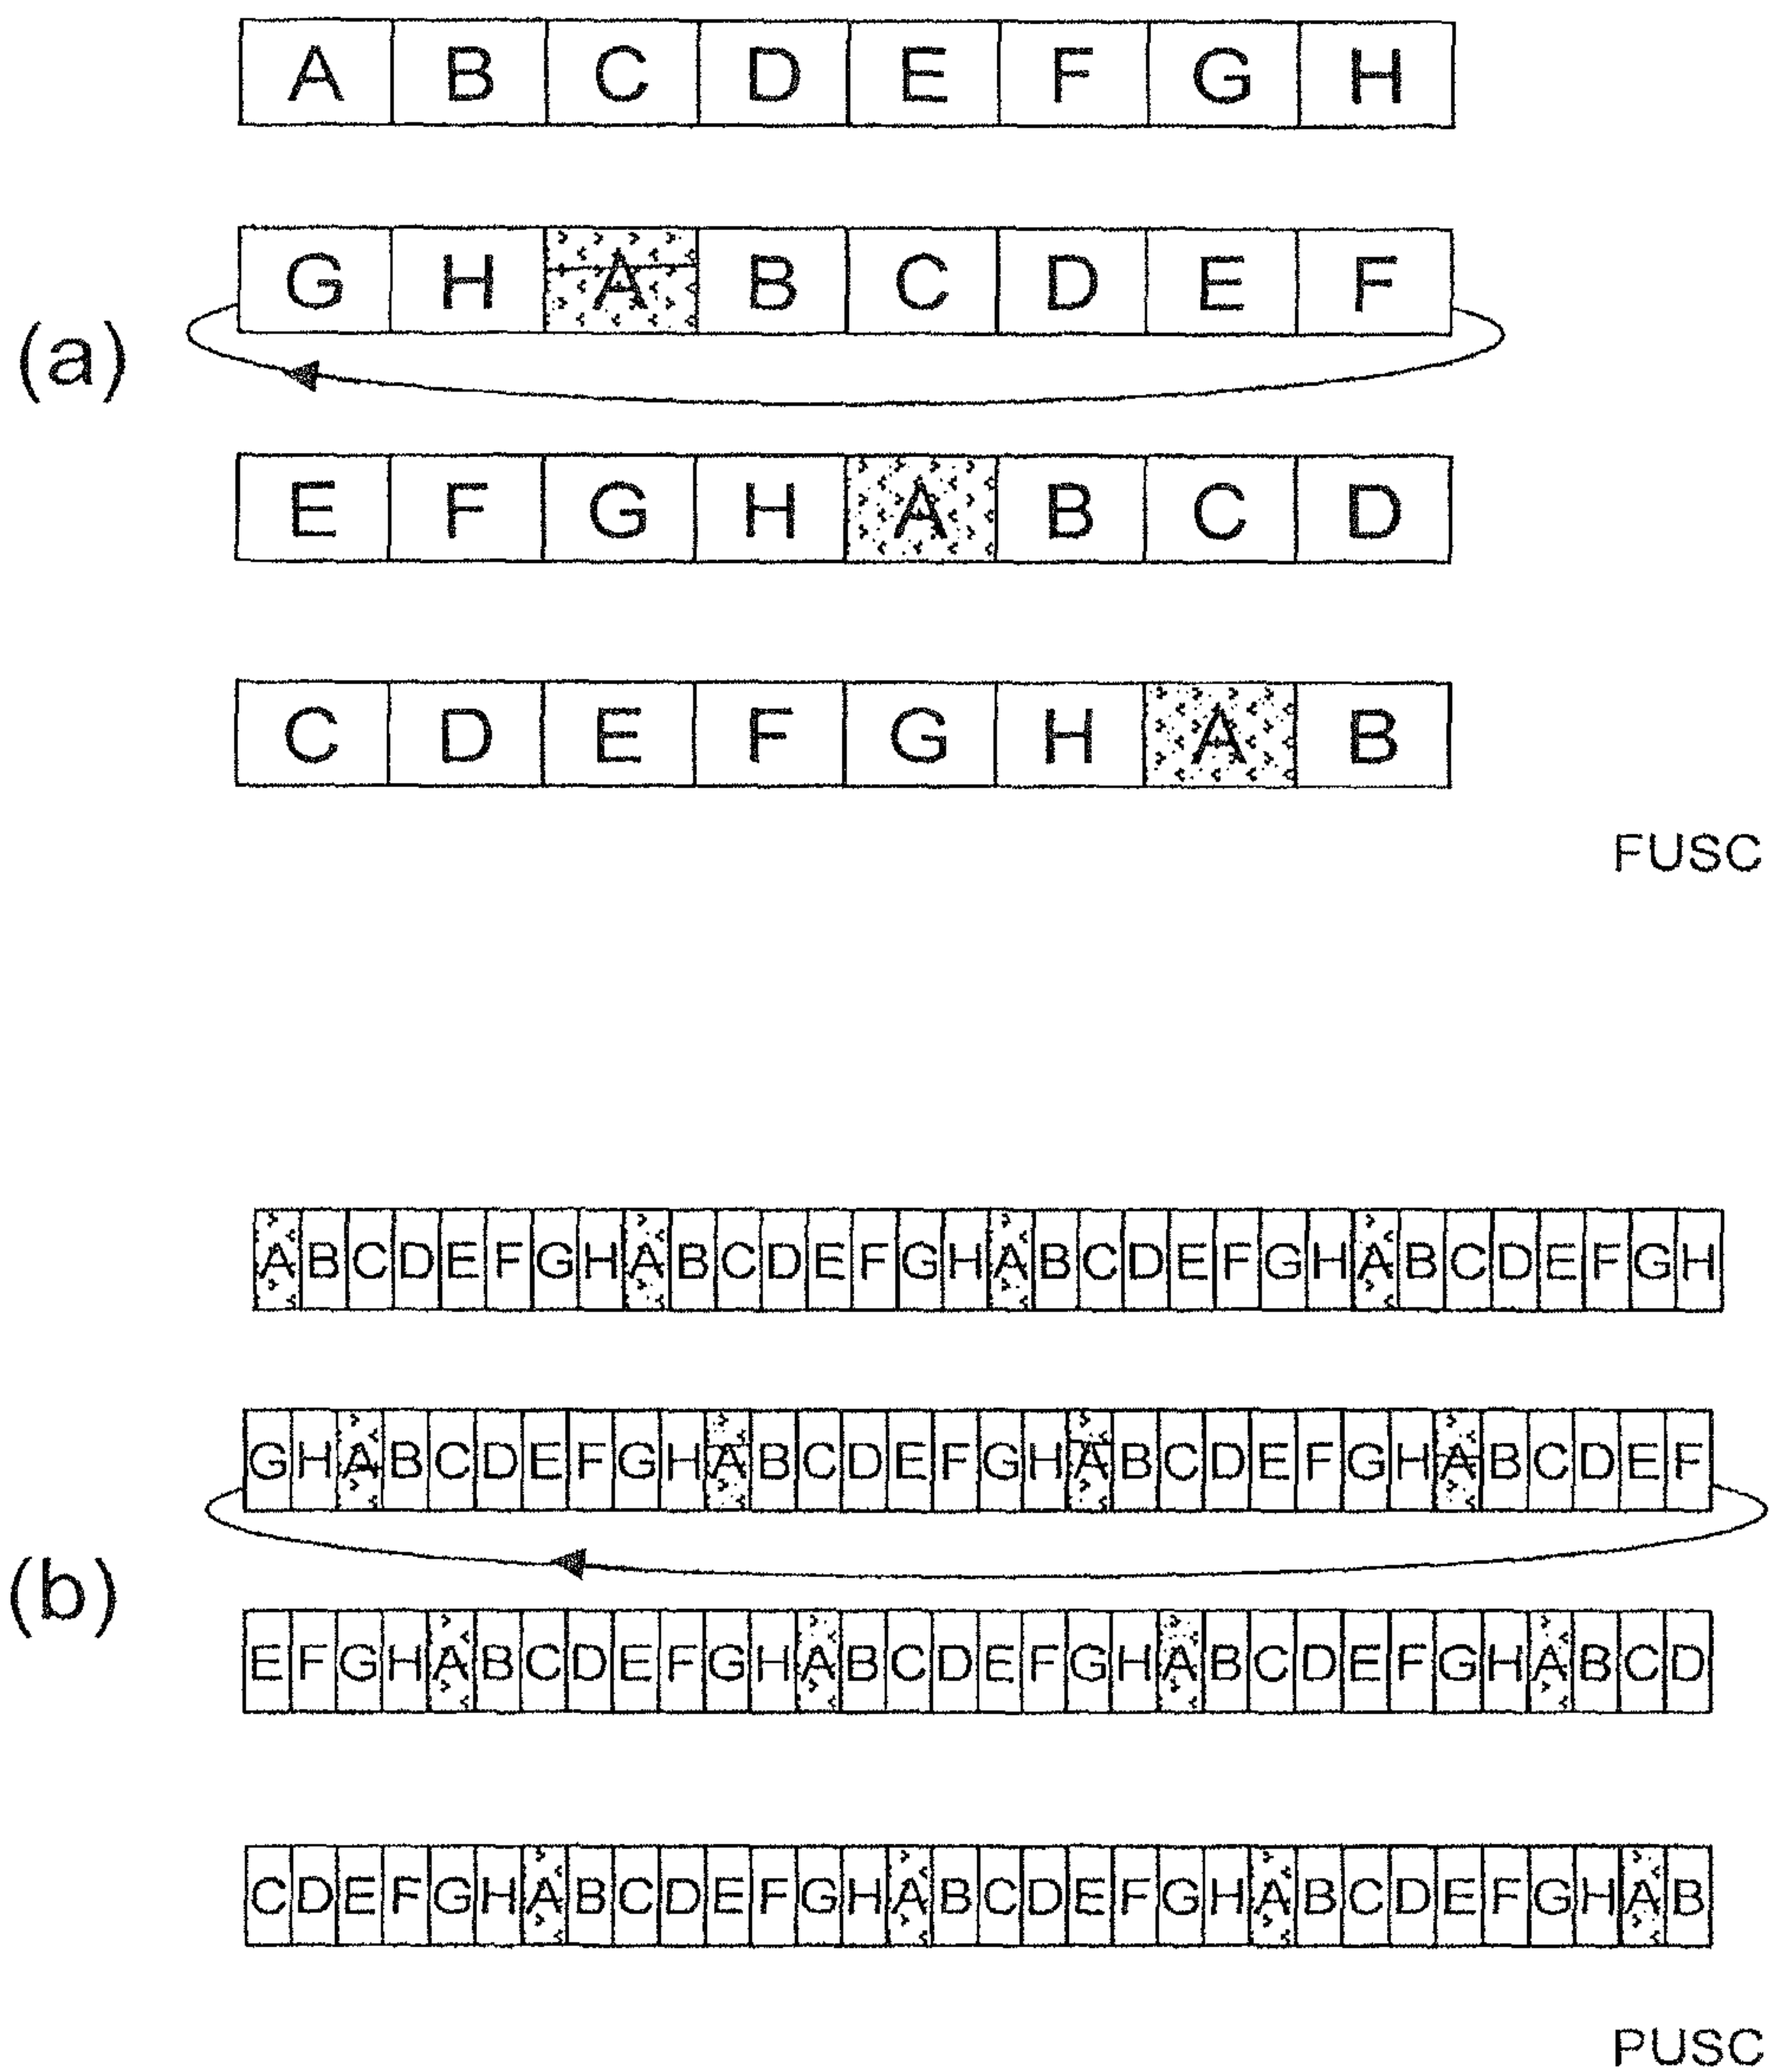 A B C D E F G H
G H A B C D E F
(a)
E F G H A B C D
C D E F G H A B
FUSC
A B C D E F G H A B C D E F G H A B C D E F G H A B C D E F G H
G H A B C D E F G H A B C D E F G H A B C D E F G H A B C D E F
(b)
E F G H A B C D E F G H A B C D E F G H A B C D E F G H A B C D
C D E F G H A B C D E F G H A B C D E F G H A B C D E F G H A B
PUSC